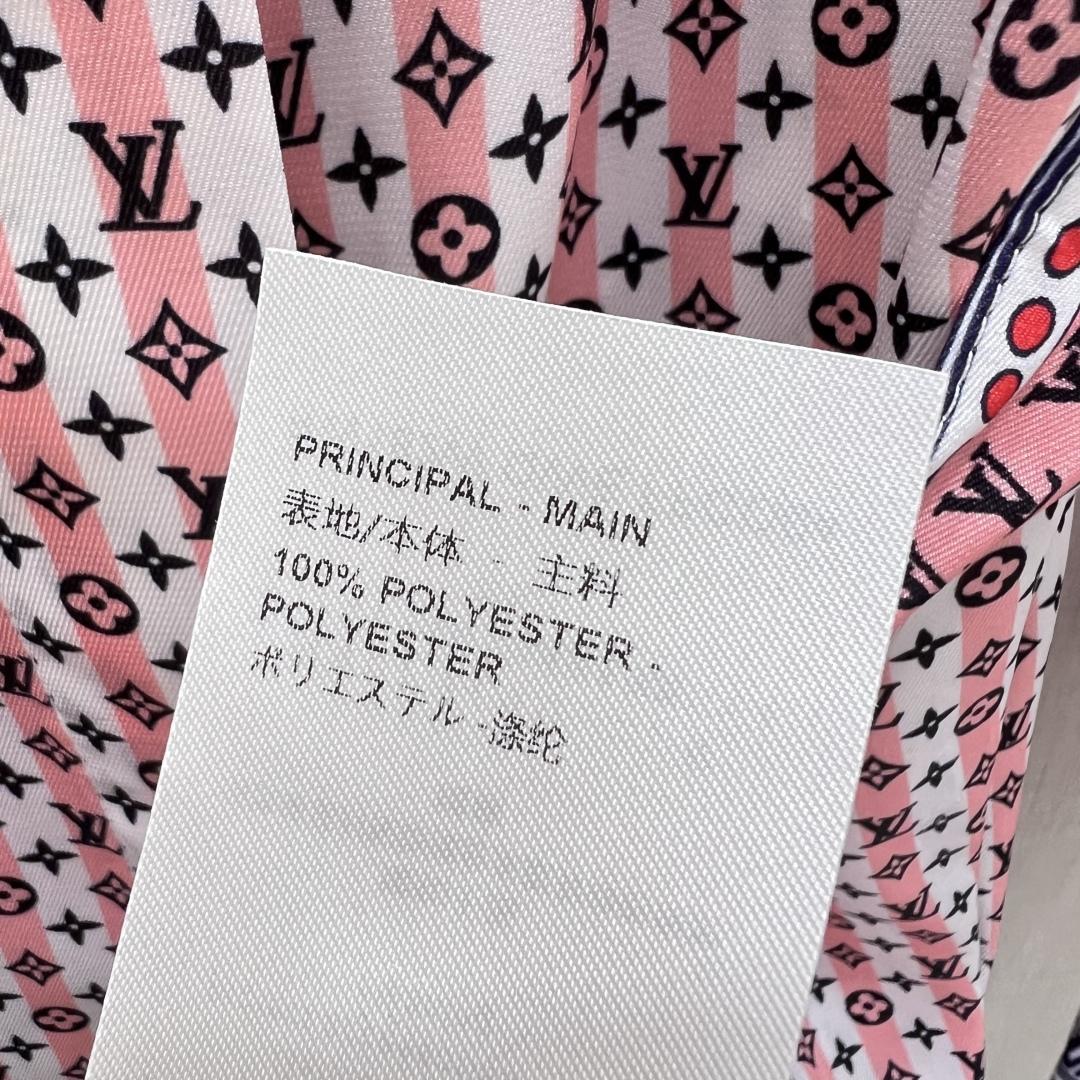 PRINCIPAL - MAIN
表地/本体 - 主料
100% POLYESTER -
POLYESTER
ポリエステル -涤纶